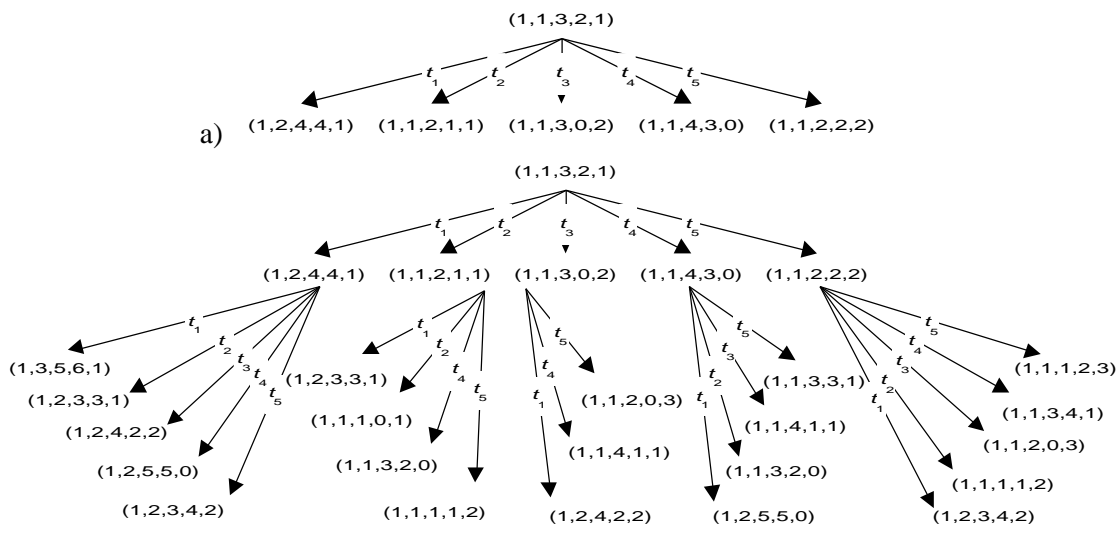 (1,1,3,2,1)
t1 t2 t3 t4 t5
a) (1,2,4,4,1) (1,1,2,1,1) (1,1,3,0,2) (1,1,4,3,0) (1,1,2,2,2)
(1,1,3,2,1)
t1 t2 t3 t4 t5
(1,2,4,4,1) (1,1,2,1,1) (1,1,3,0,2) (1,1,4,3,0) (1,1,2,2,2)
t1 t2 t3 t4 t5
t1 t2 t4 t5
t1 t4 t5
t1 t2 t3 t5
t1 t2 t3 t4 t5
(1,3,5,6,1) (1,2,3,3,1) (1,1,3,3,1) (1,1,1,2,3)
(1,2,3,3,1) (1,1,1,0,1) (1,1,2,0,3) (1,1,4,1,1) (1,1,3,4,1)
(1,2,4,2,2) (1,1,3,2,0) (1,1,4,1,1) (1,1,3,2,0) (1,1,2,0,3)
(1,2,5,5,0) (1,1,1,1,2)
(1,2,3,4,2) (1,1,1,1,2) (1,2,4,2,2) (1,2,5,5,0) (1,2,3,4,2)